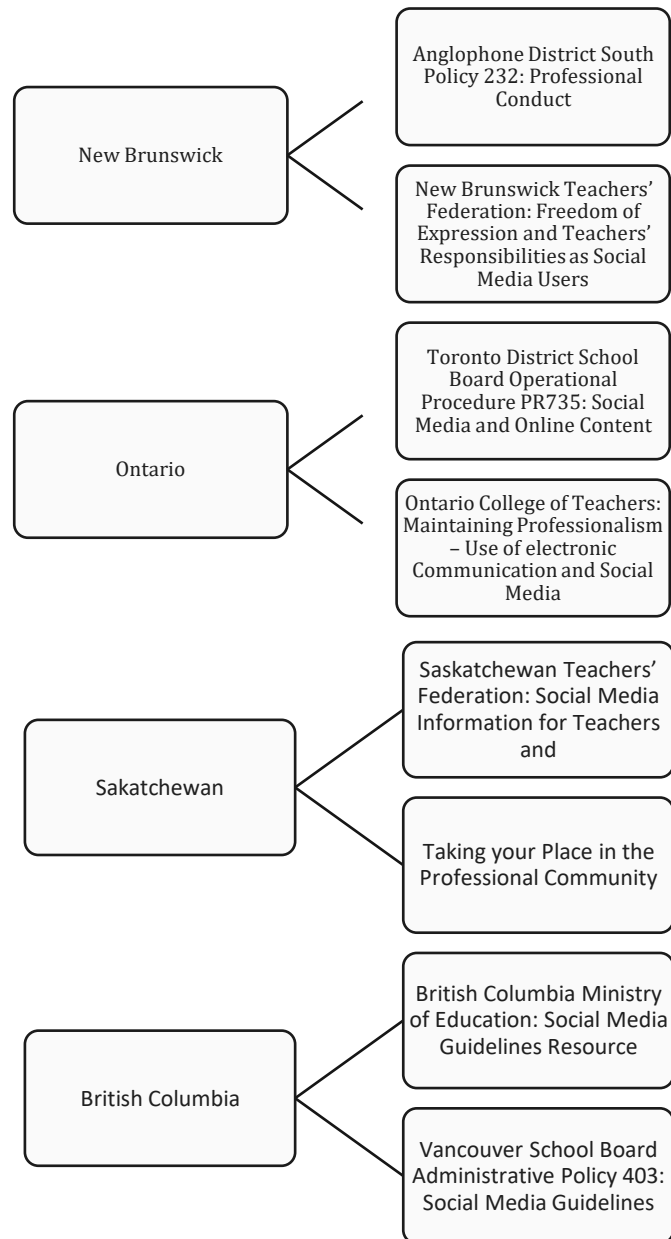 New Brunswick
Anglophone District South
Policy 232: Professional
Conduct
New Brunswick Teachers’
Federation: Freedom of
Expression and Teachers’
Responsibilities as Social
Media Users
Ontario
Toronto District School
Board Operational
Procedure PR735: Social
Media and Online Content
Ontario College of Teachers:
Maintaining Professionalism
– Use of electronic
Communication and Social
Media
Sakatchewan
Saskatchewan Teachers’
Federation: Social Media
Information for Teachers
and
Taking your Place in the
Professional Community
British Columbia
British Columbia Ministry
of Education: Social Media
Guidelines Resource
Vancouver School Board
Administrative Policy 403:
Social Media Guidelines